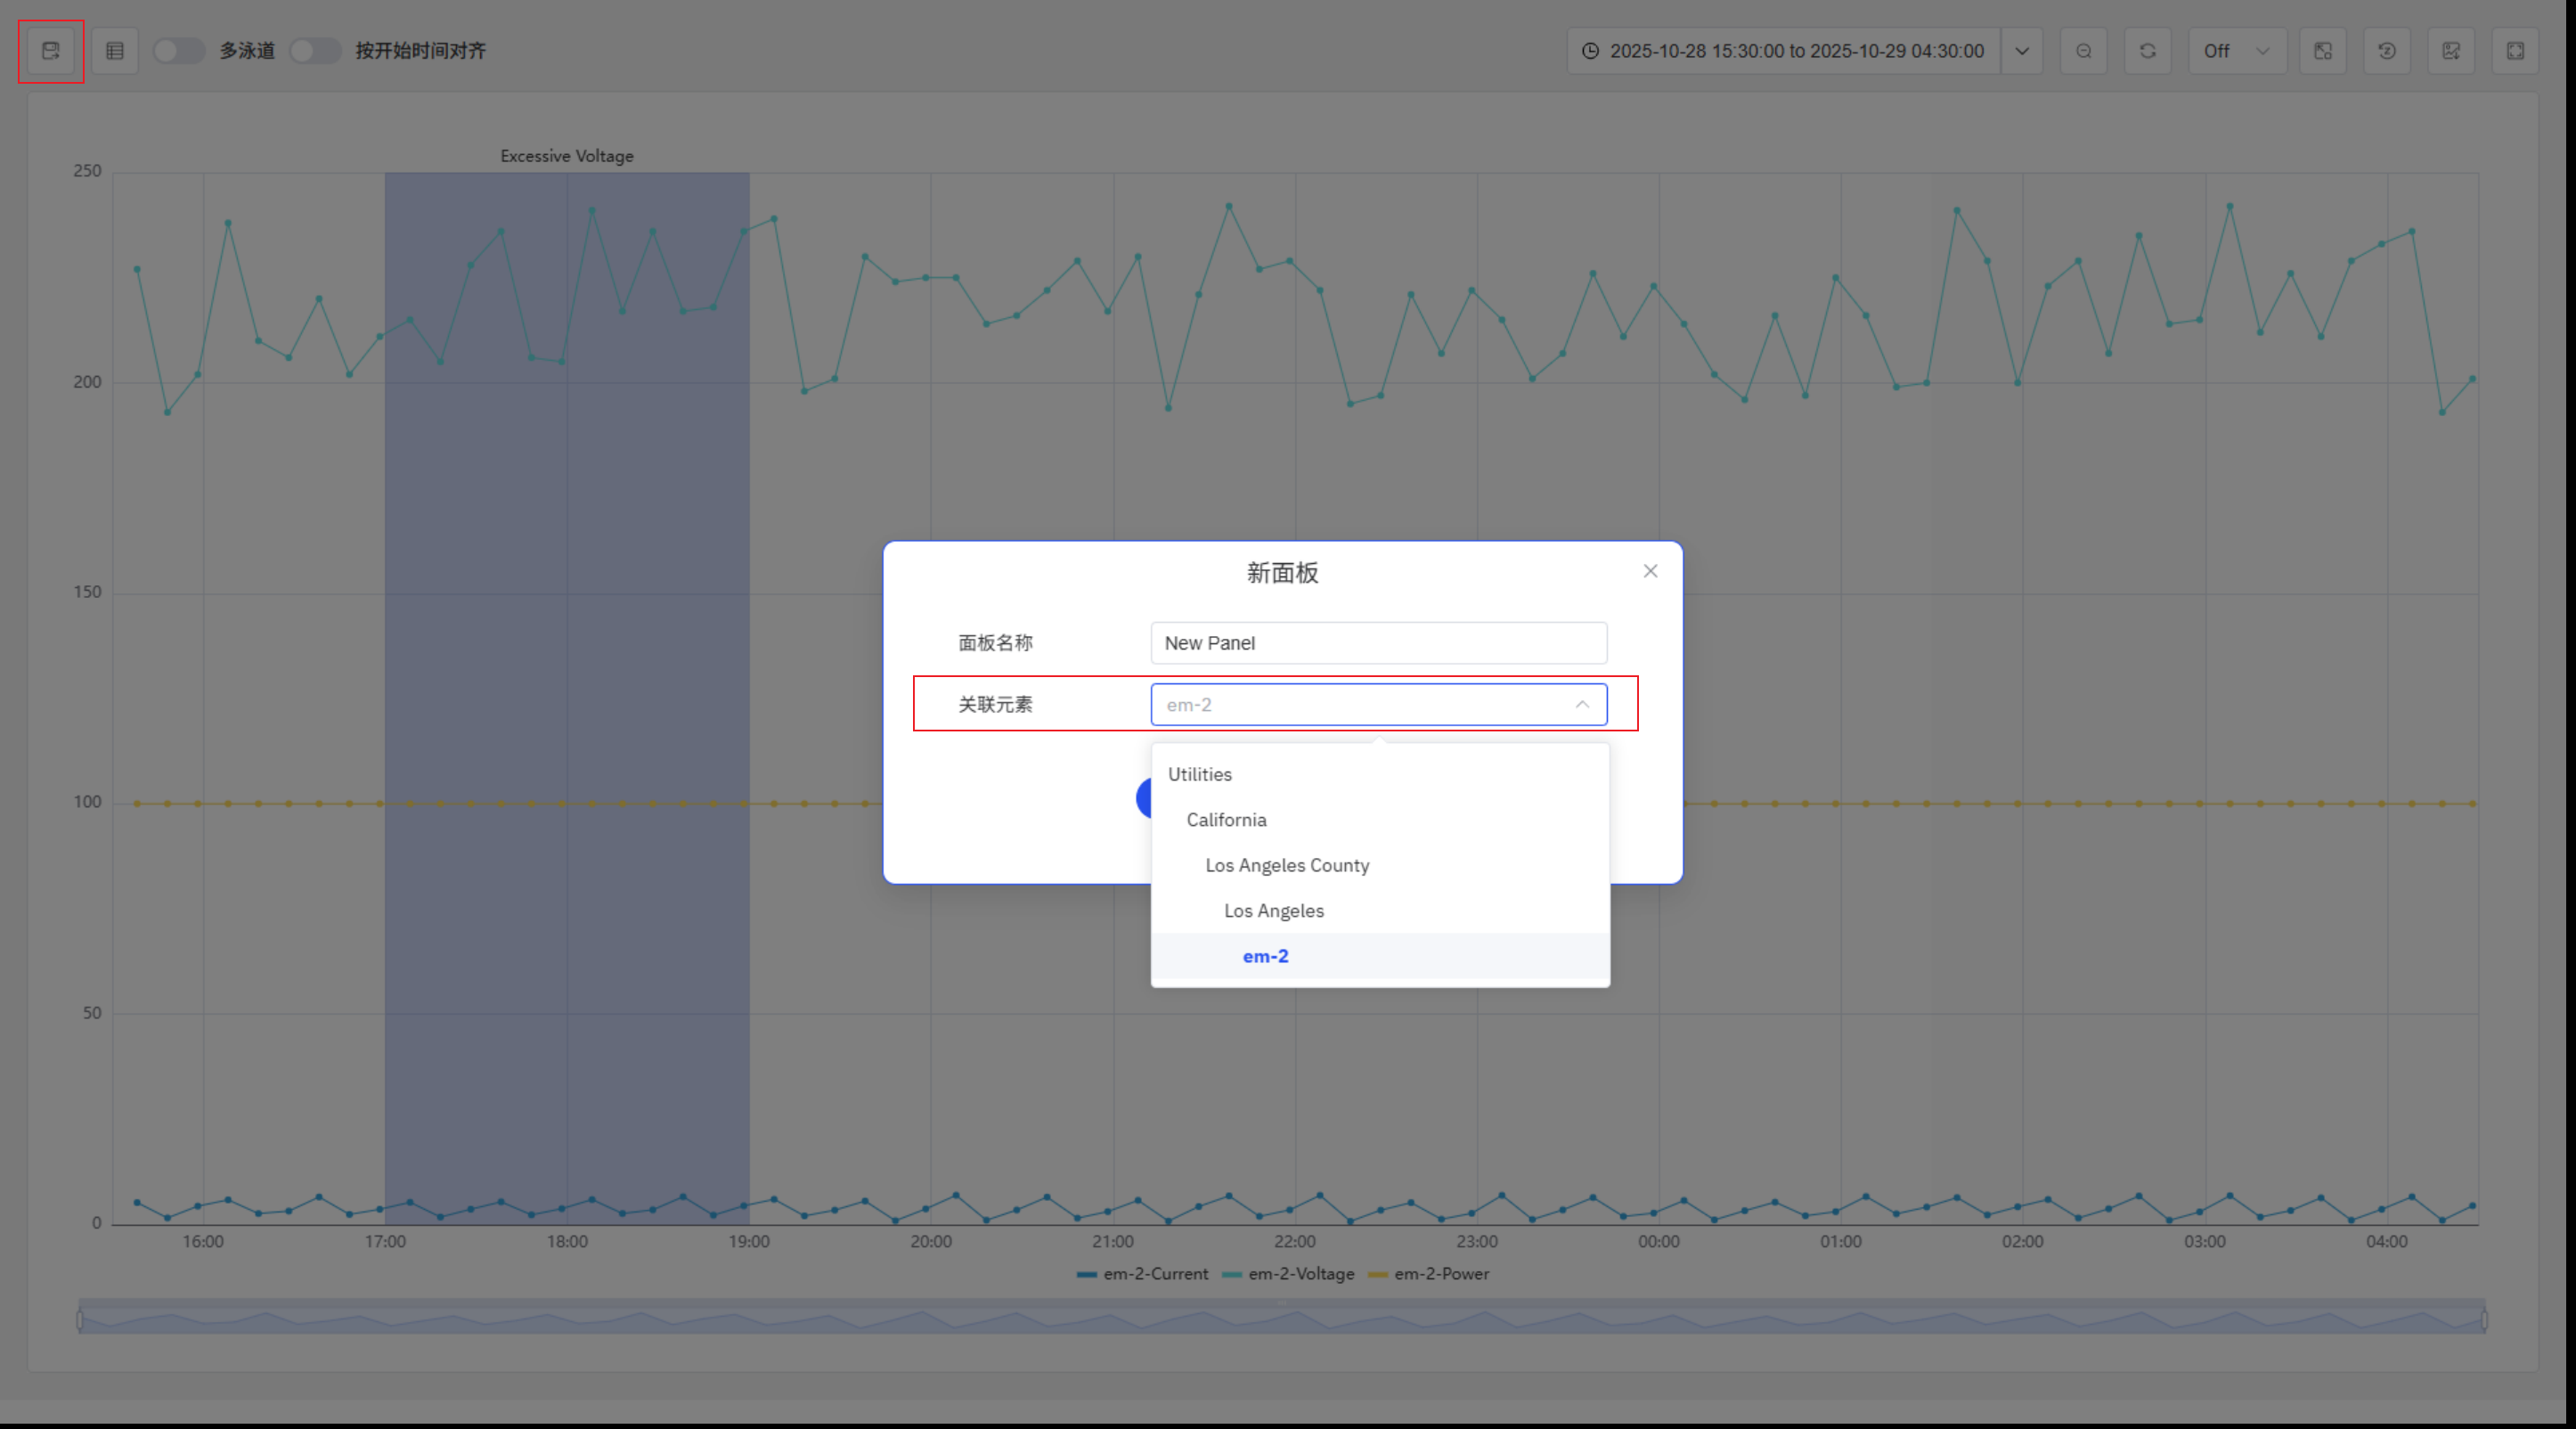 多泳道 按开始时间对齐 2025-10-28 15:30:00 to 2025-10-29 04:30:00 Off
Excessive Voltage
250
200
150
100
50
0
新面板
面板名称 New Panel
关联元素 em-2
Utilities
California
Los Angeles County
Los Angeles
em-2
16:00 17:00 18:00 19:00 20:00 21:00 22:00 23:00 00:00 01:00 02:00 03:00 04:00
em-2-Current em-2-Voltage em-2-Power